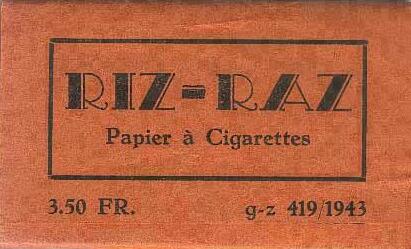 RIZ=RAZ
Papier à Cigarettes
3.50 FR. g-z 419/1943